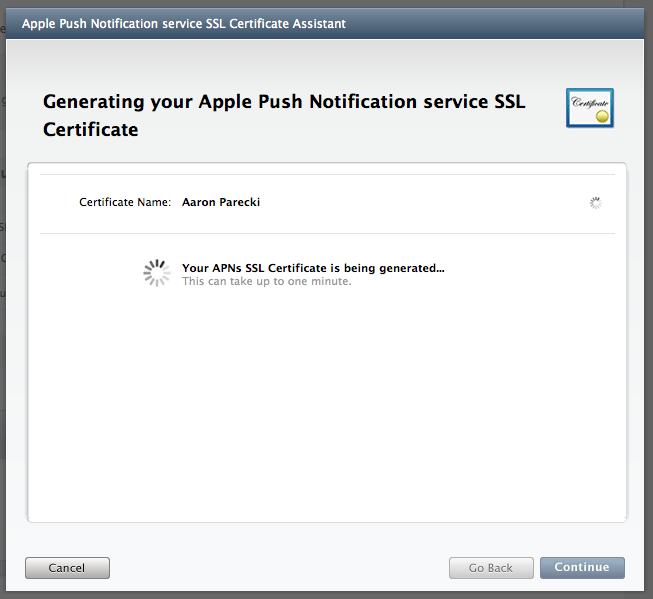 Apple Push Notification service SSL Certificate Assistant
Generating your Apple Push Notification service SSL
Certificate
Certificate
Certificate Name: Aaron Parecki
Your APNs SSL Certificate is being generated...
This can take up to one minute.
Cancel
Go Back
Continue